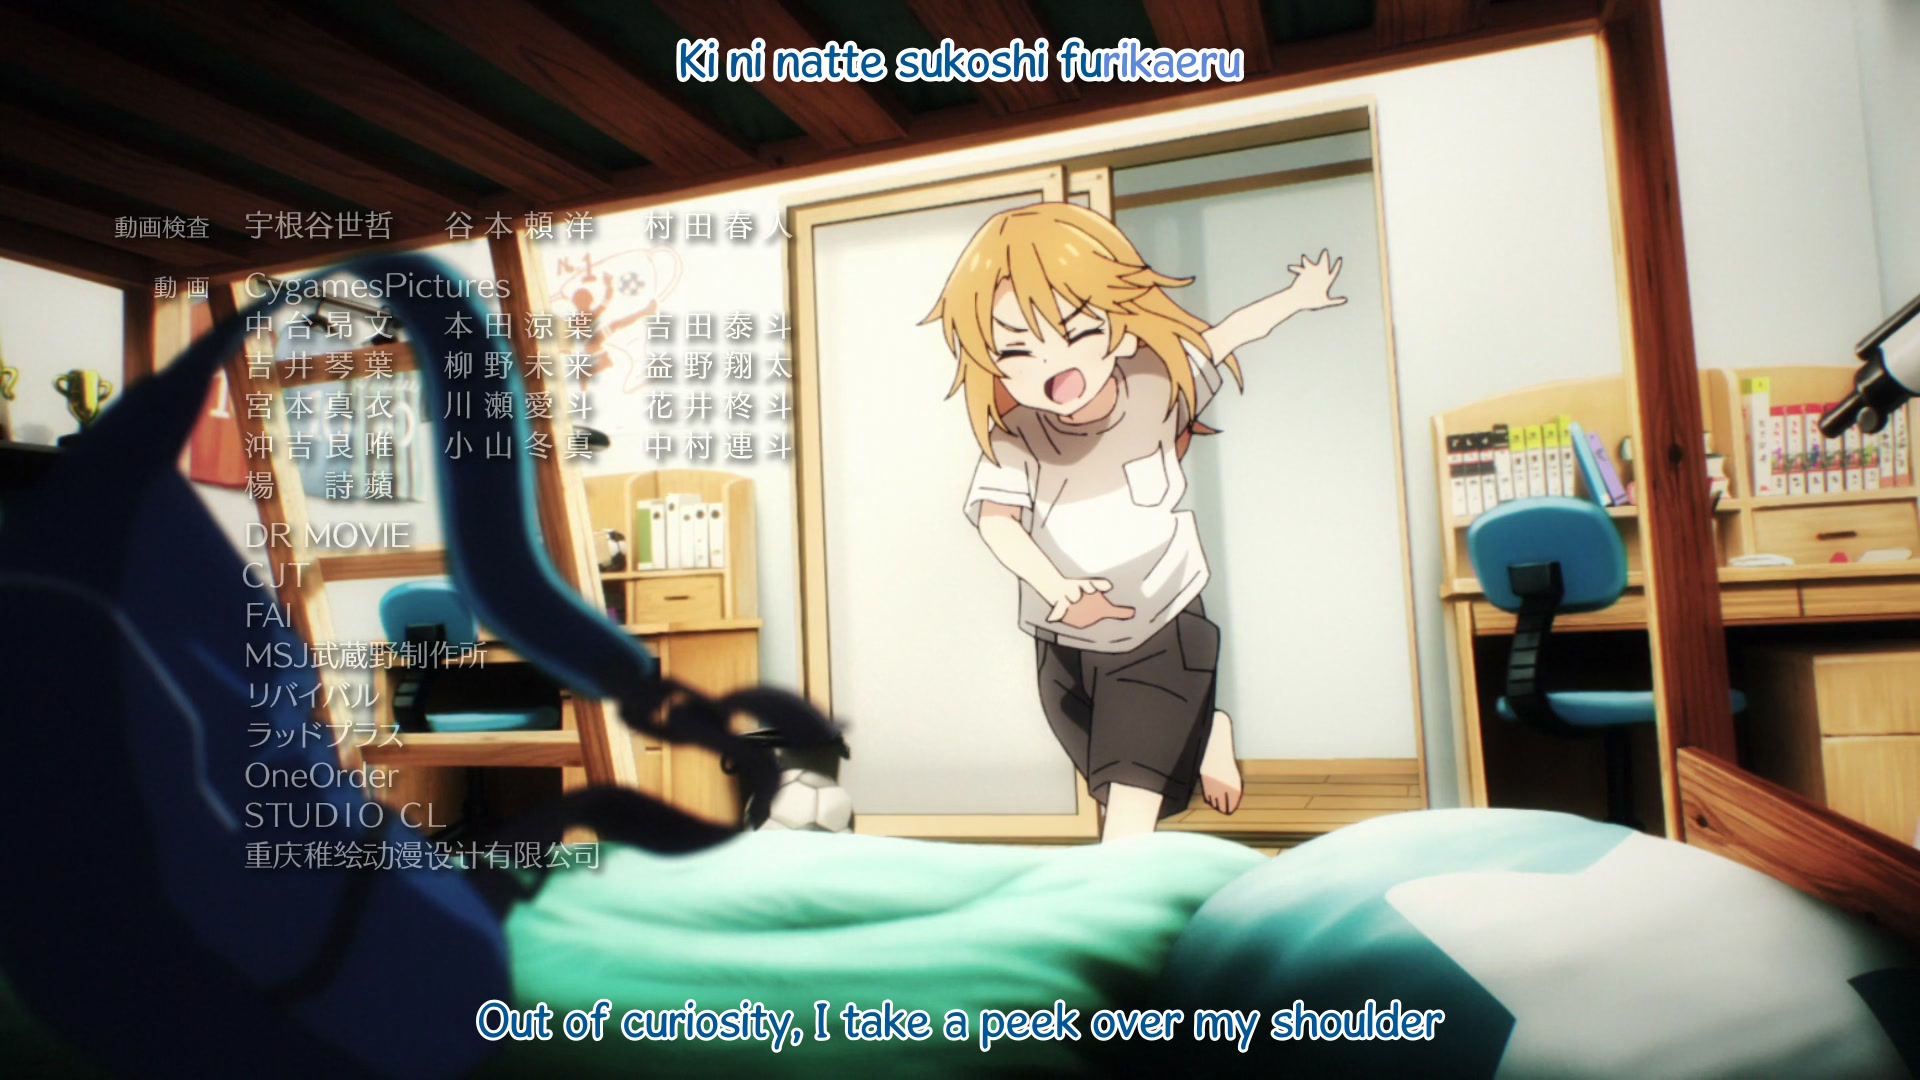 Ki ni natte sukoshi furikaeru
動画検査 宇根谷世哲 谷本頼洋 村田春人
動画 CygamesPictures
中台昂文 本田涼葉 吉田泰斗
吉井琴葉 柳野未来 益野翔太
宮本真衣 川瀬愛斗 花井柊斗
沖吉良唯 小山冬真 中村連斗
楊詩蘋
DR MOVIE
CJT
FAI
MSJ武蔵野制作所
リバイバル
ラッドプラス
OneOrder
STUDIO CL
重庆稚绘动漫设计有限公司
Out of curiosity, I take a peek over my shoulder